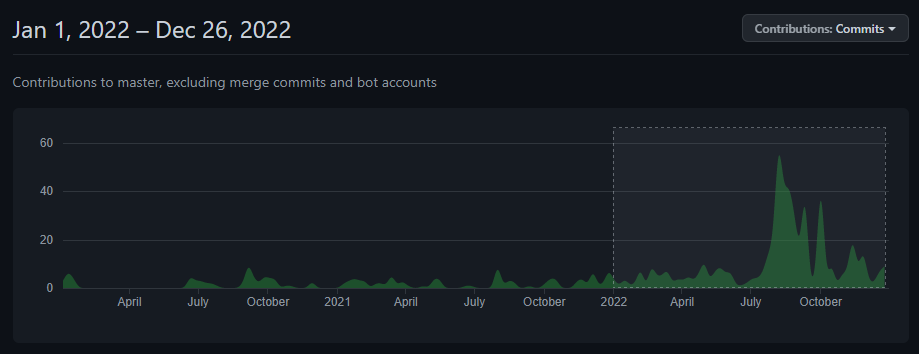 Jan 1, 2022 – Dec 26, 2022
Contributions: Commits
Contributions to master, excluding merge commits and bot accounts
60
40
20
0
April July October 2021 April July October 2022 April July October